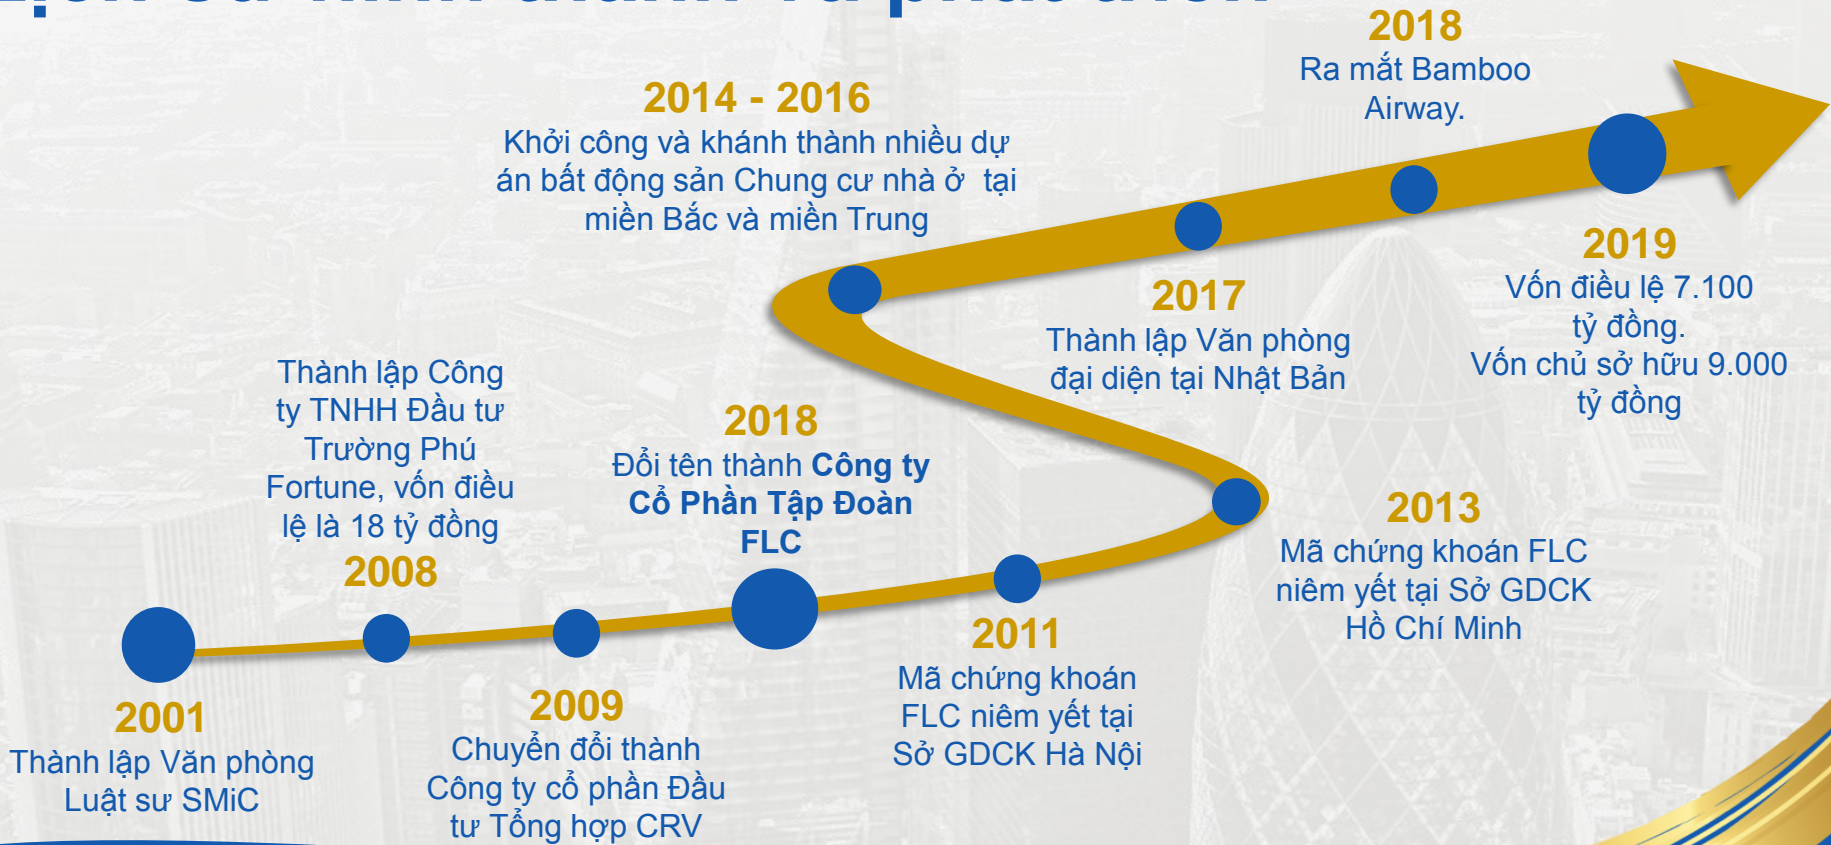 2001
Thành lập Văn phòng
Luật sư SMiC
Thành lập Công
ty TNHH Đầu tư
Trường Phú
Fortune, vốn điều
lệ là 18 tỷ đồng
2008
2009
Chuyển đổi thành
Công ty cổ phần Đầu
tư Tổng hợp CRV
2018
Đổi tên thành Công ty
Cổ Phần Tập Đoàn
FLC
2011
Mã chứng khoán
FLC niêm yết tại
Sở GDCK Hà Nội
2013
Mã chứng khoán FLC
niêm yết tại Sở GDCK
Hồ Chí Minh
2014 - 2016
Khởi công và khánh thành nhiều dự
án bất động sản Chung cư nhà ở tại
miền Bắc và miền Trung
2017
Thành lập Văn phòng
đại diện tại Nhật Bản
2018
Ra mắt Bamboo
Airway.
2019
Vốn điều lệ 7.100
tỷ đồng.
Vốn chủ sở hữu 9.000
tỷ đồng